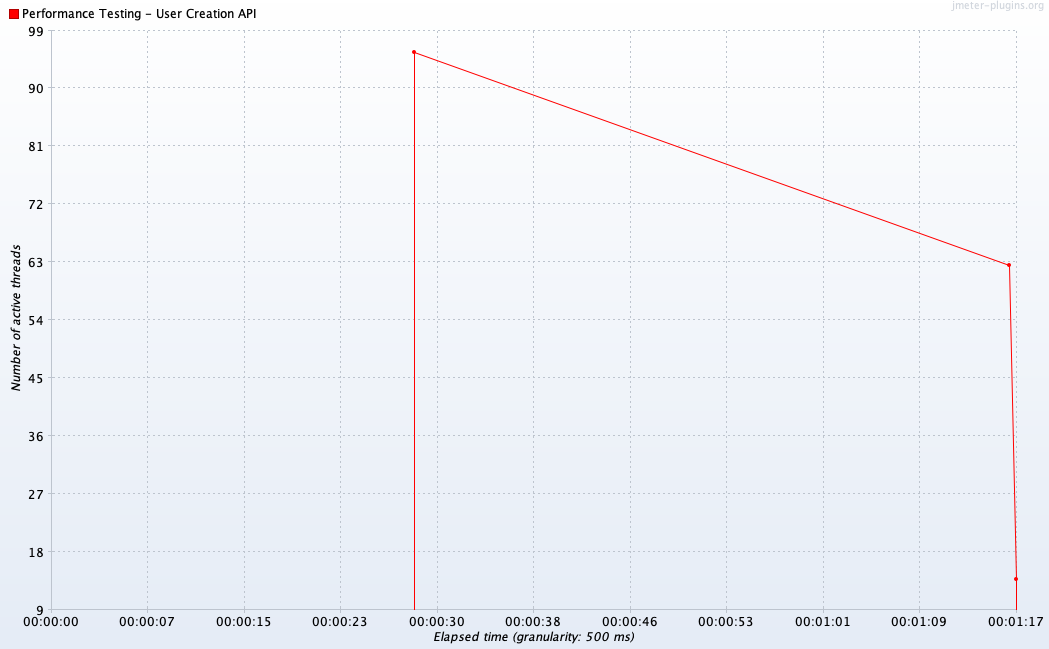 jmeter-plugins.org
Performance Testing – User Creation API
99
90
81
72
63
54
45
36
27
18
9
Number of active threads
00:00:00 00:00:07 00:00:15 00:00:23 00:00:30 00:00:38 00:00:46 00:00:53 00:01:01 00:01:09 00:01:17
Elapsed time (granularity: 500 ms)